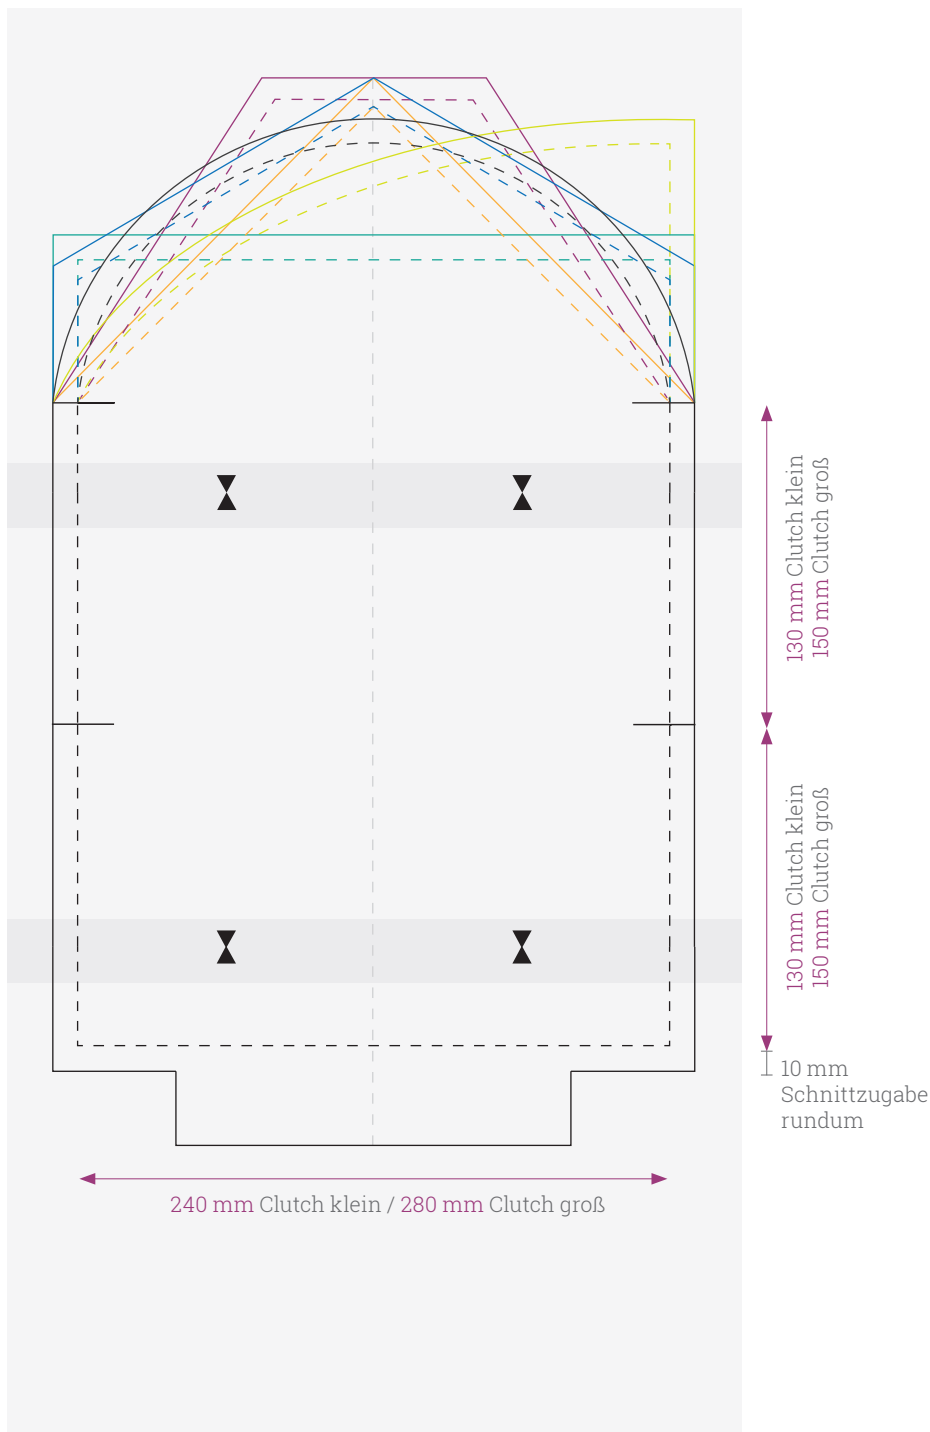 130 mm Clutch klein
150 mm Clutch groß
130 mm Clutch klein
150 mm Clutch groß
10 mm
Schnittzugabe
rundum
240 mm Clutch klein / 280 mm Clutch groß